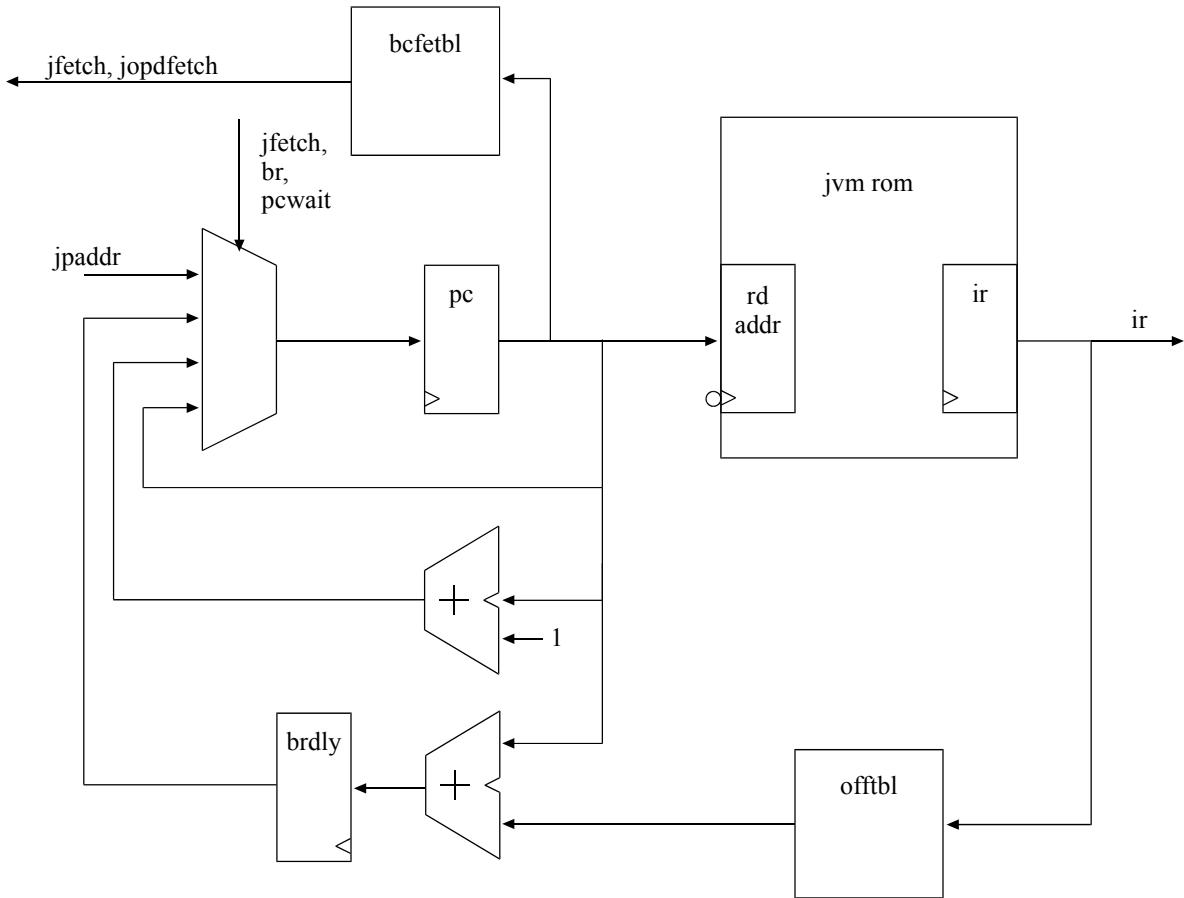 bcfetbl
jfetch, jopdfetch
jfetch,
br,
pcwait
jvm rom
jpaddr
pc
rd
addr
ir
ir
1
brdly
offtbl